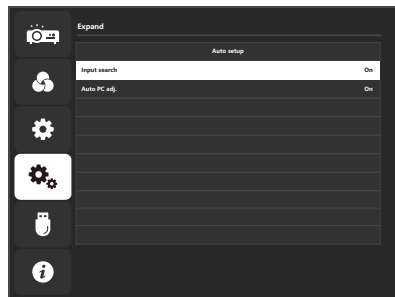 Expand
Auto setup
Input search On
Auto PC adj. On
i